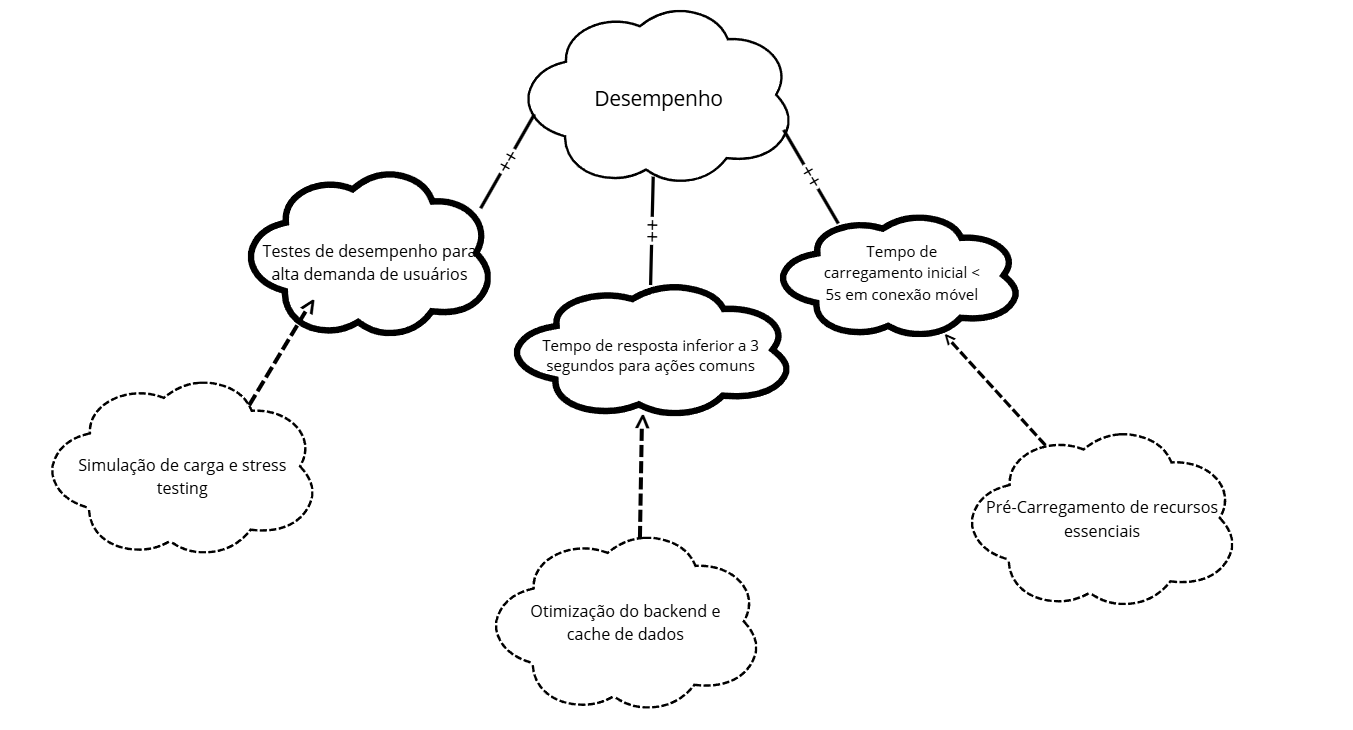 Desempenho
++
++
++
Testes de desempenho para
alta demanda de usuários
Tempo de
carregamento inicial <
5s em conexão móvel
Tempo de resposta inferior a 3
segundos para ações comuns
Simulação de carga e stress
testing
Pré-Carregamento de recursos
essenciais
Otimização do backend e
cache de dados